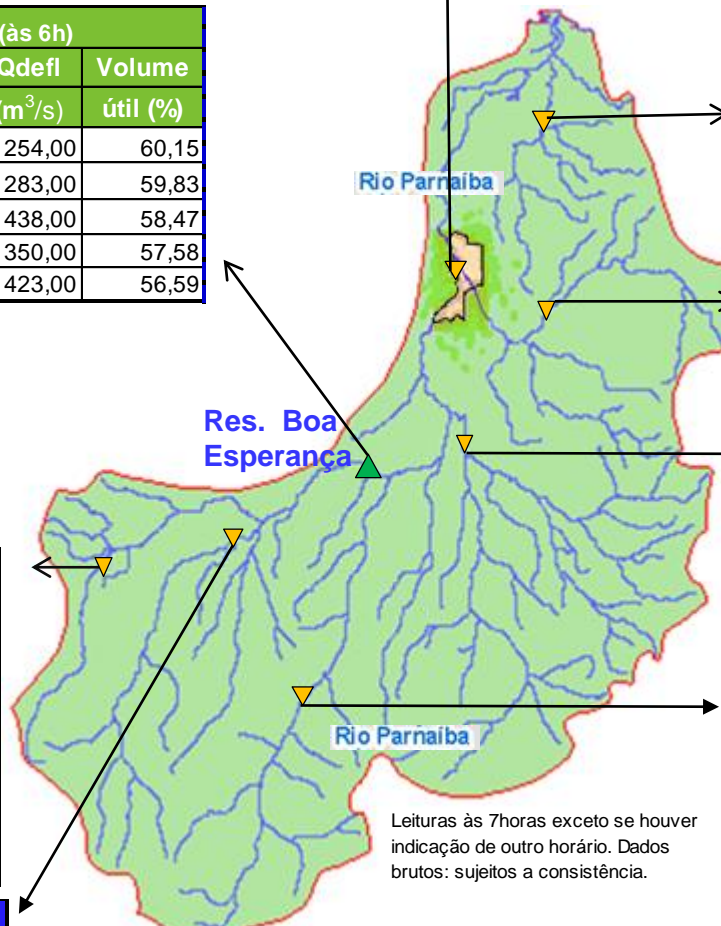 (às 6h)
Qdefl Volume
(m³/s) útil (%)
254,00 60,15
283,00 59,83
438,00 58,47
350,00 57,58
423,00 56,59
Rio Parnaíba
Res. Boa
Esperança
Rio Parnaíba
Leituras às 7horas exceto se houver
indicação de outro horário. Dados
brutos: sujeitos a consistência.